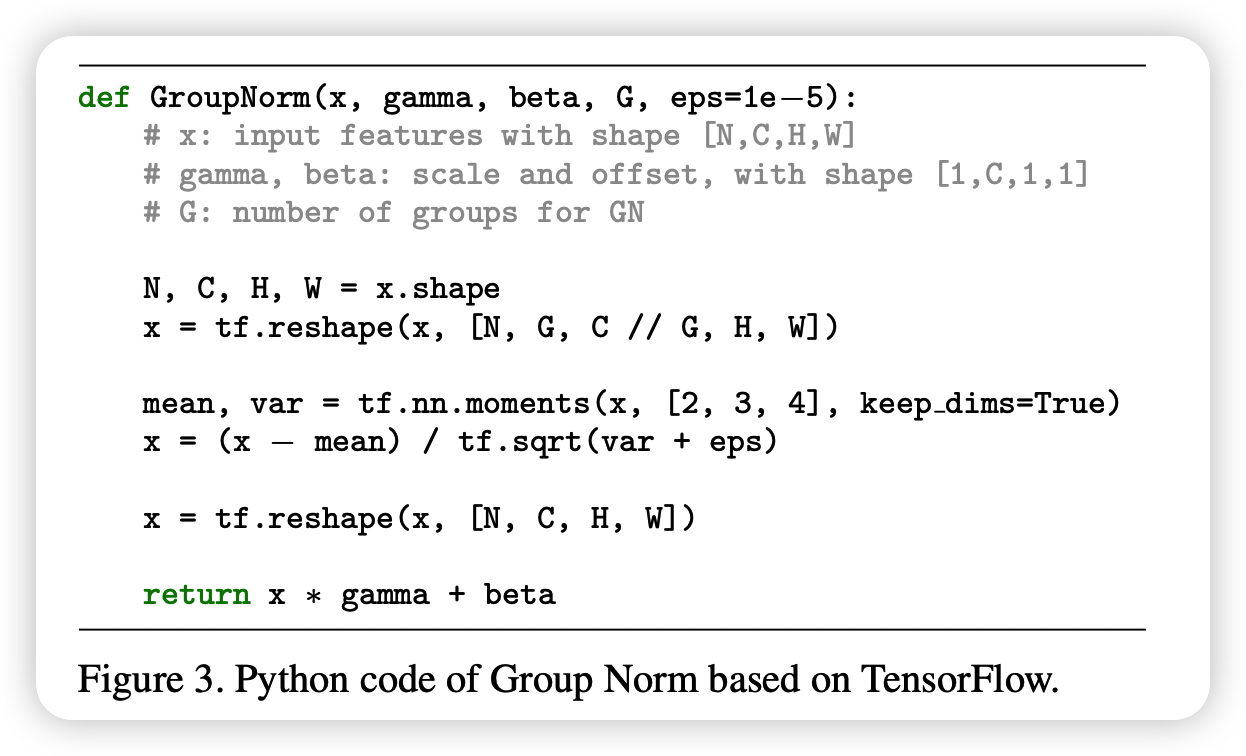 def GroupNorm(x, gamma, beta, G, eps=1e−5):
# x: input features with shape [N,C,H,W]
# gamma, beta: scale and offset, with shape [1,C,1,1]
# G: number of groups for GN
N, C, H, W = x.shape
x = tf.reshape(x, [N, G, C // G, H, W])
mean, var = tf.nn.moments(x, [2, 3, 4], keep_dims=True)
x = (x − mean) / tf.sqrt(var + eps)
x = tf.reshape(x, [N, C, H, W])
return x * gamma + beta
Figure 3. Python code of Group Norm based on TensorFlow.